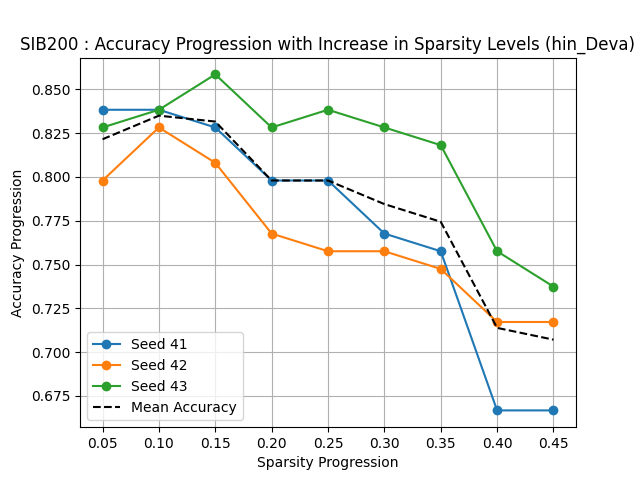 SIB200 : Accuracy Progression with Increase in Sparsity Levels (hin_Deva)
Accuracy Progression
0.850
0.825
0.800
0.775
0.750
0.725
0.700
0.675
Seed 41
Seed 42
Seed 43
Mean Accuracy
0.05 0.10 0.15 0.20 0.25 0.30 0.35 0.40 0.45
Sparsity Progression